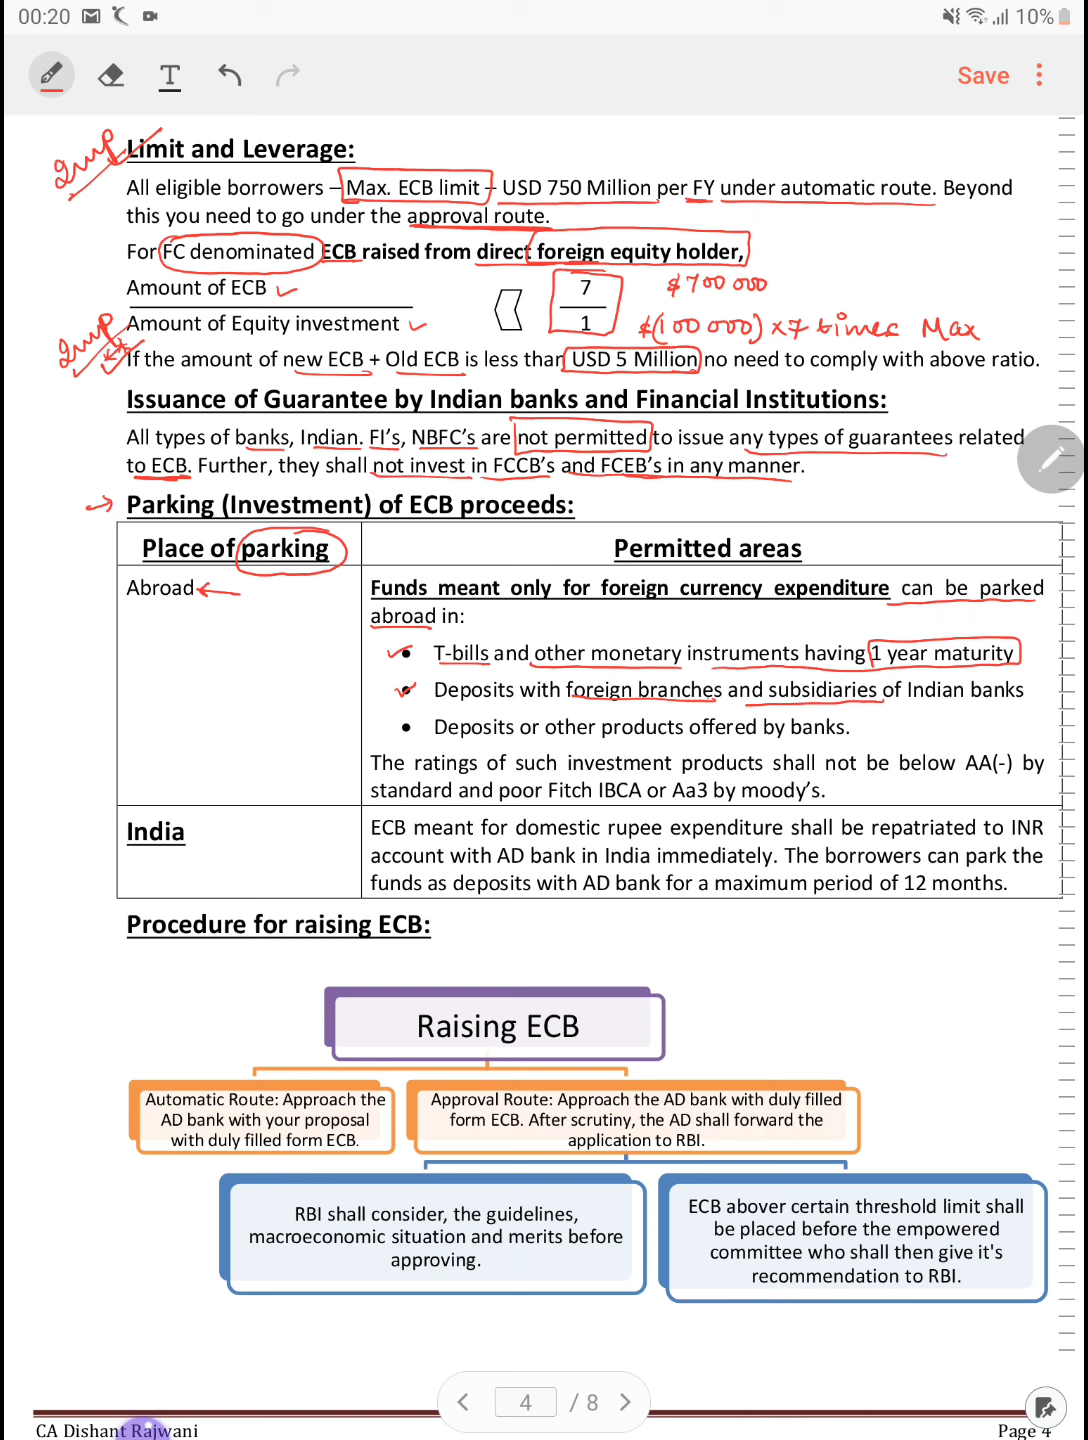 00:20 10%
T Save
Imp Limit and Leverage:
All eligible borrowers – Max. ECB limit – USD 750 Million per FY under automatic route. Beyond
this you need to go under the approval route.
For FC denominated ECB raised from direct foreign equity holder,
Amount of ECB 7 $700 000
Amount of Equity investment 1 $(100 000) x7 times Max
Imp If the amount of new ECB + Old ECB is less than USD 5 Million no need to comply with above ratio.
Issuance of Guarantee by Indian banks and Financial Institutions:
All types of banks, Indian. FI's, NBFC's are not permitted to issue any types of guarantees related
to ECB. Further, they shall not invest in FCCB's and FCEB's in any manner.
→ Parking (Investment) of ECB proceeds:
Place of parking Permitted areas
Abroad Funds meant only for foreign currency expenditure can be parked
abroad in:
• T-bills and other monetary instruments having 1 year maturity
• Deposits with foreign branches and subsidiaries of Indian banks
• Deposits or other products offered by banks.
The ratings of such investment products shall not be below AA(-) by
standard and poor Fitch IBCA or Aa3 by moody's.
India ECB meant for domestic rupee expenditure shall be repatriated to INR
account with AD bank in India immediately. The borrowers can park the
funds as deposits with AD bank for a maximum period of 12 months.
Procedure for raising ECB:
Raising ECB
Automatic Route: Approach the
AD bank with your proposal
with duly filled form ECB.
Approval Route: Approach the AD bank with duly filled
form ECB. After scrutiny, the AD shall forward the
application to RBI.
RBI shall consider, the guidelines,
macroeconomic situation and merits before
approving.
ECB abover certain threshold limit shall
be placed before the empowered
committee who shall then give it's
recommendation to RBI.
4 / 8
CA Dishant Rajwani Page 4